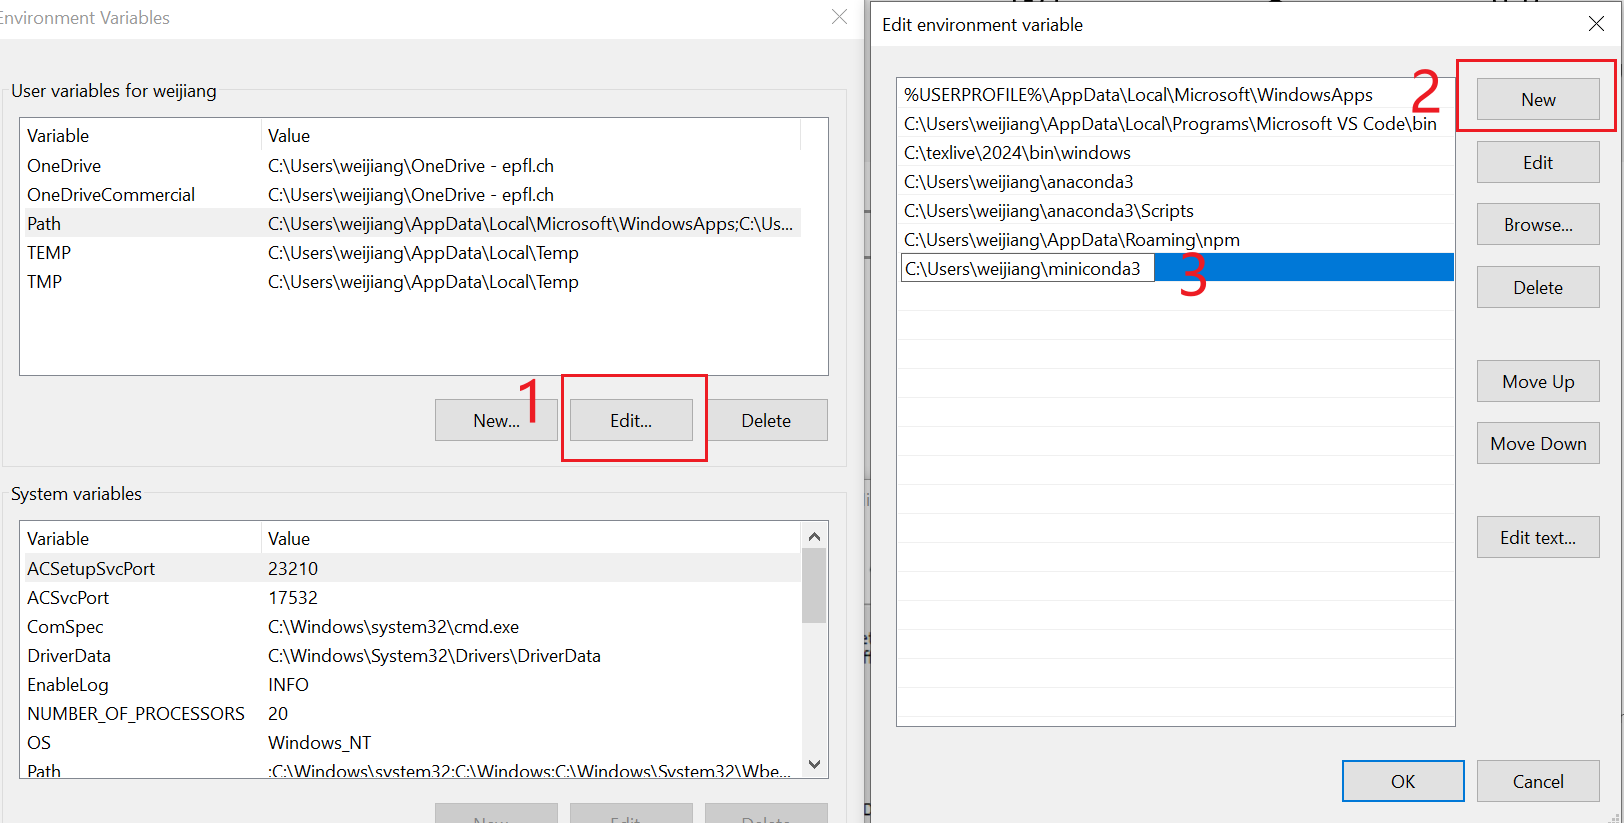 Environment Variables
User variables for weijiang
Variable Value
OneDrive C:\Users\weijiang\OneDrive - epfl.ch
OneDriveCommercial C:\Users\weijiang\OneDrive - epfl.ch
Path C:\Users\weijiang\AppData\Local\Microsoft\WindowsApps;C:\Us...
TEMP C:\Users\weijiang\AppData\Local\Temp
TMP C:\Users\weijiang\AppData\Local\Temp
1
New... Edit... Delete
System variables
Variable Value
ACSetupSvcPort 23210
ACSvcPort 17532
ComSpec C:\Windows\system32\cmd.exe
DriverData C:\Windows\System32\Drivers\DriverData
EnableLog INFO
NUMBER_OF_PROCESSORS 20
OS Windows_NT
Path ;C:\Windows\system32;C:\Windows;C:\Windows\System32\Wbe...
New... Edit... Delete
Edit environment variable
%USERPROFILE%\AppData\Local\Microsoft\WindowsApps
C:\Users\weijiang\AppData\Local\Programs\Microsoft VS Code\bin
C:\texlive\2024\bin\windows
C:\Users\weijiang\anaconda3
C:\Users\weijiang\anaconda3\Scripts
C:\Users\weijiang\AppData\Roaming\npm
C:\Users\weijiang\miniconda3
3
2
New
Edit
Browse...
Delete
Move Up
Move Down
Edit text...
OK Cancel